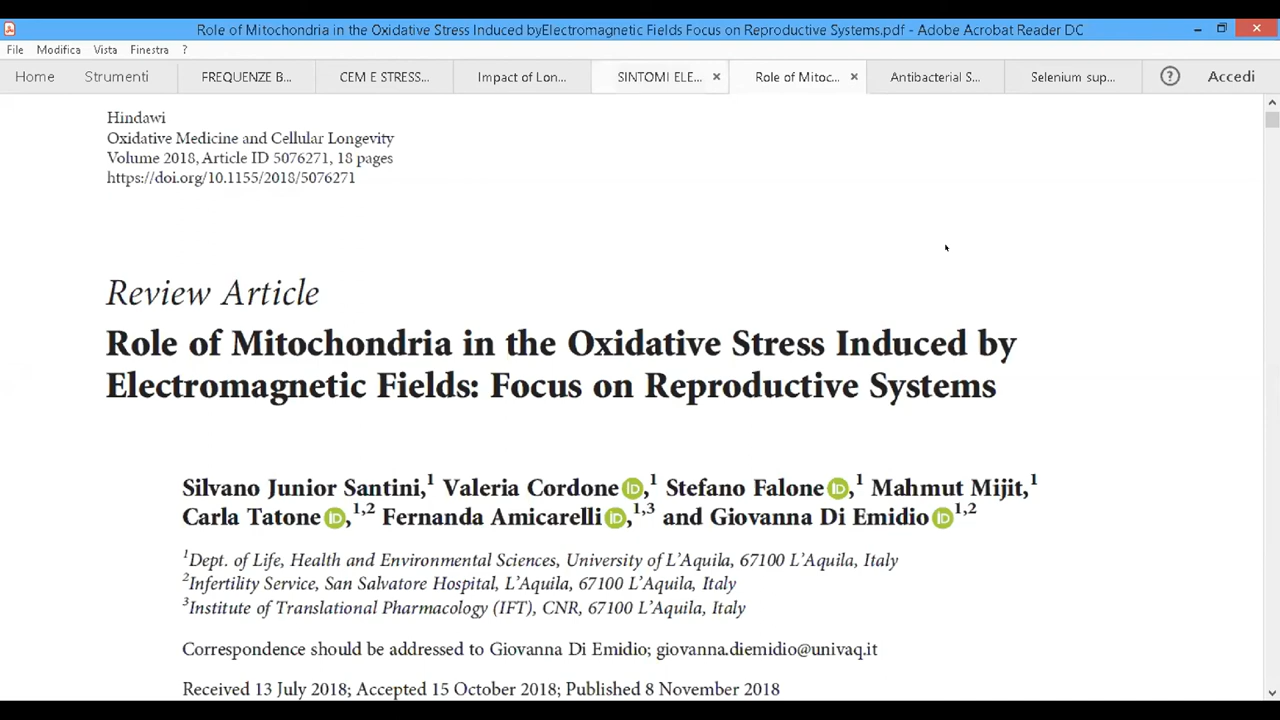 Role of Mitochondria in the Oxidative Stress Induced byElectromagnetic Fields Focus on Reproductive Systems.pdf - Adobe Acrobat Reader DC
File Modifica Vista Finestra ?
Home Strumenti FREQUENZE B... CEM E STRESS... Impact of Lon... SINTOMI ELE... Role of Mitoc... Antibacterial S... Selenium sup... Accedi
Hindawi
Oxidative Medicine and Cellular Longevity
Volume 2018, Article ID 5076271, 18 pages
https://doi.org/10.1155/2018/5076271
Review Article
Role of Mitochondria in the Oxidative Stress Induced by
Electromagnetic Fields: Focus on Reproductive Systems
Silvano Junior Santini,1 Valeria Cordone iD,1 Stefano Falone iD,1 Mahmut Mijit,1
Carla Tatone iD,1,2 Fernanda Amicarelli iD,1,3 and Giovanna Di Emidio iD1,2
1Dept. of Life, Health and Environmental Sciences, University of L'Aquila, 67100 L'Aquila, Italy
2Infertility Service, San Salvatore Hospital, L'Aquila, 67100 L'Aquila, Italy
3Institute of Translational Pharmacology (IFT), CNR, 67100 L'Aquila, Italy
Correspondence should be addressed to Giovanna Di Emidio; giovanna.diemidio@univaq.it
Received 13 July 2018; Accepted 15 October 2018; Published 8 November 2018